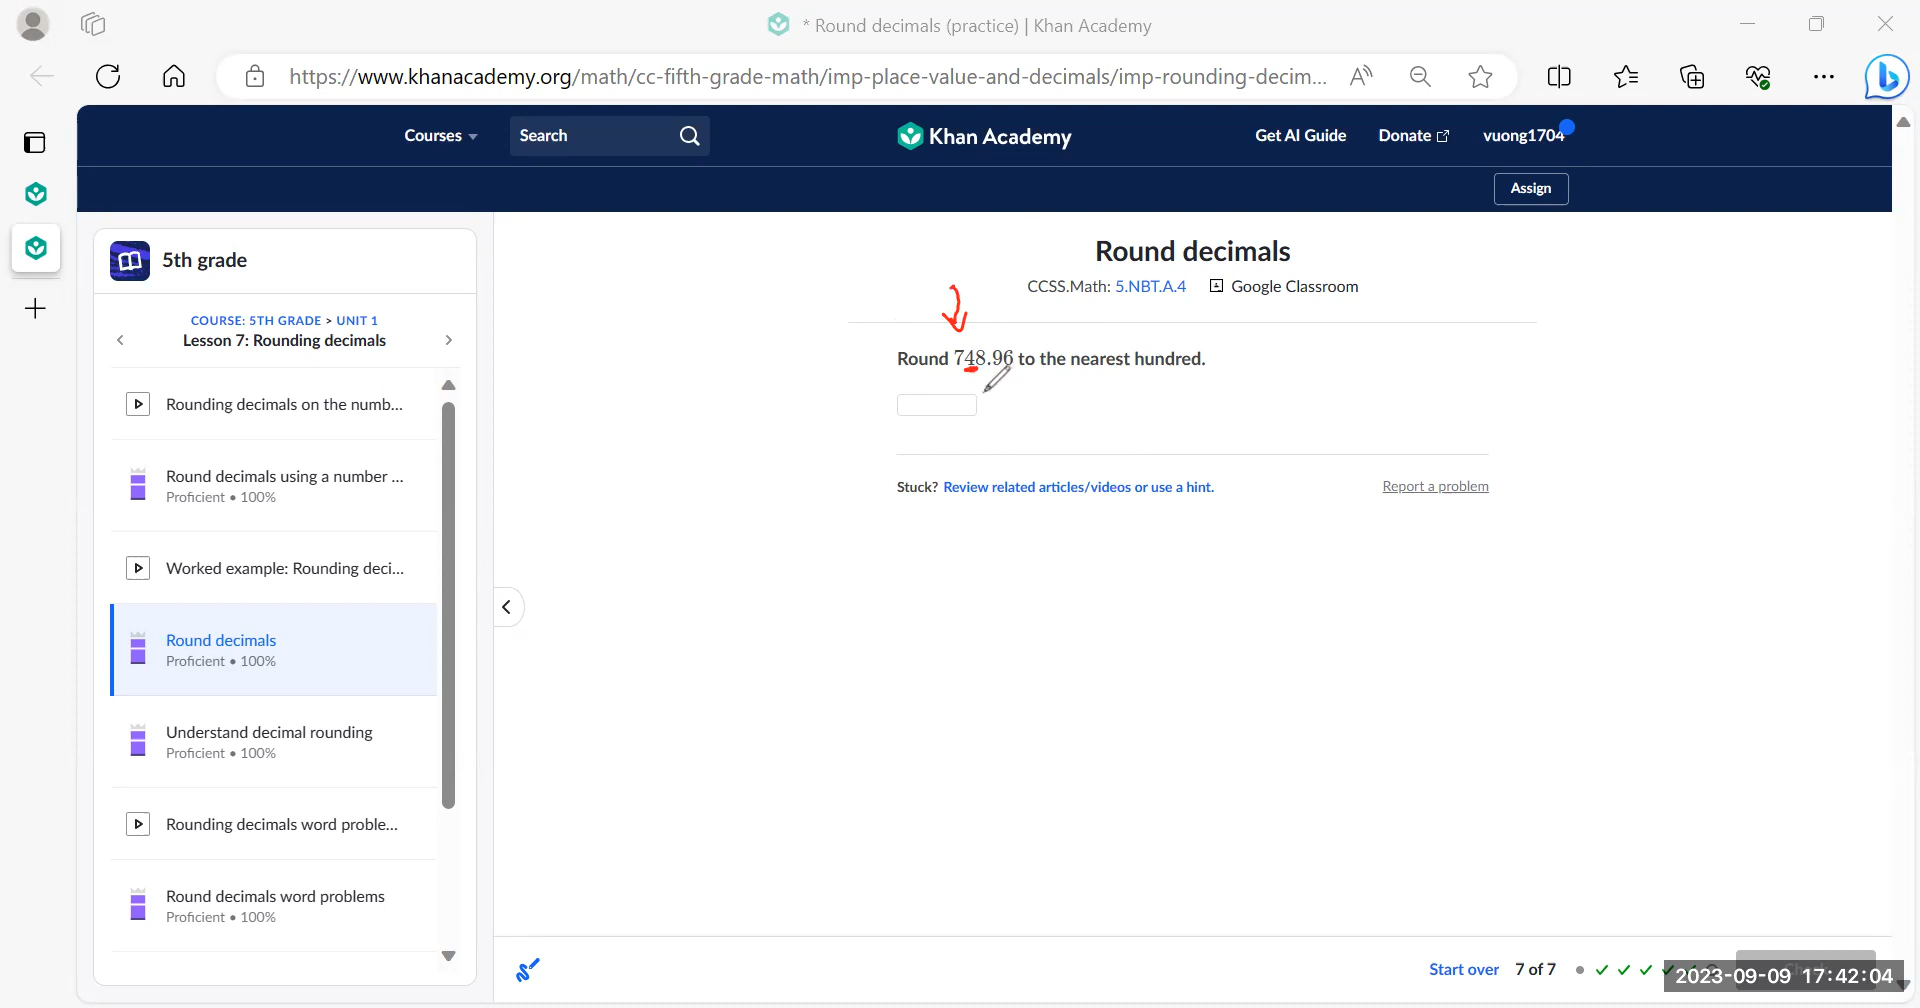 * Round decimals (practice) | Khan Academy
https://www.khanacademy.org/math/cc-fifth-grade-math/imp-place-value-and-decimals/imp-rounding-decim...
Courses
Search
Khan Academy
Get AI Guide
Donate
vuong1704
Assign
5th grade
COURSE: 5TH GRADE > UNIT 1
Lesson 7: Rounding decimals
Rounding decimals on the numb...
Round decimals using a number ...
Proficient • 100%
Worked example: Rounding deci...
Round decimals
Proficient • 100%
Understand decimal rounding
Proficient • 100%
Rounding decimals word proble...
Round decimals word problems
Proficient • 100%
Round decimals
CCSS.Math: 5.NBT.A.4
Google Classroom
Round 748.96 to the nearest hundred.
Stuck? Review related articles/videos or use a hint.
Report a problem
Start over
7 of 7
2023-09-09 17:42:04